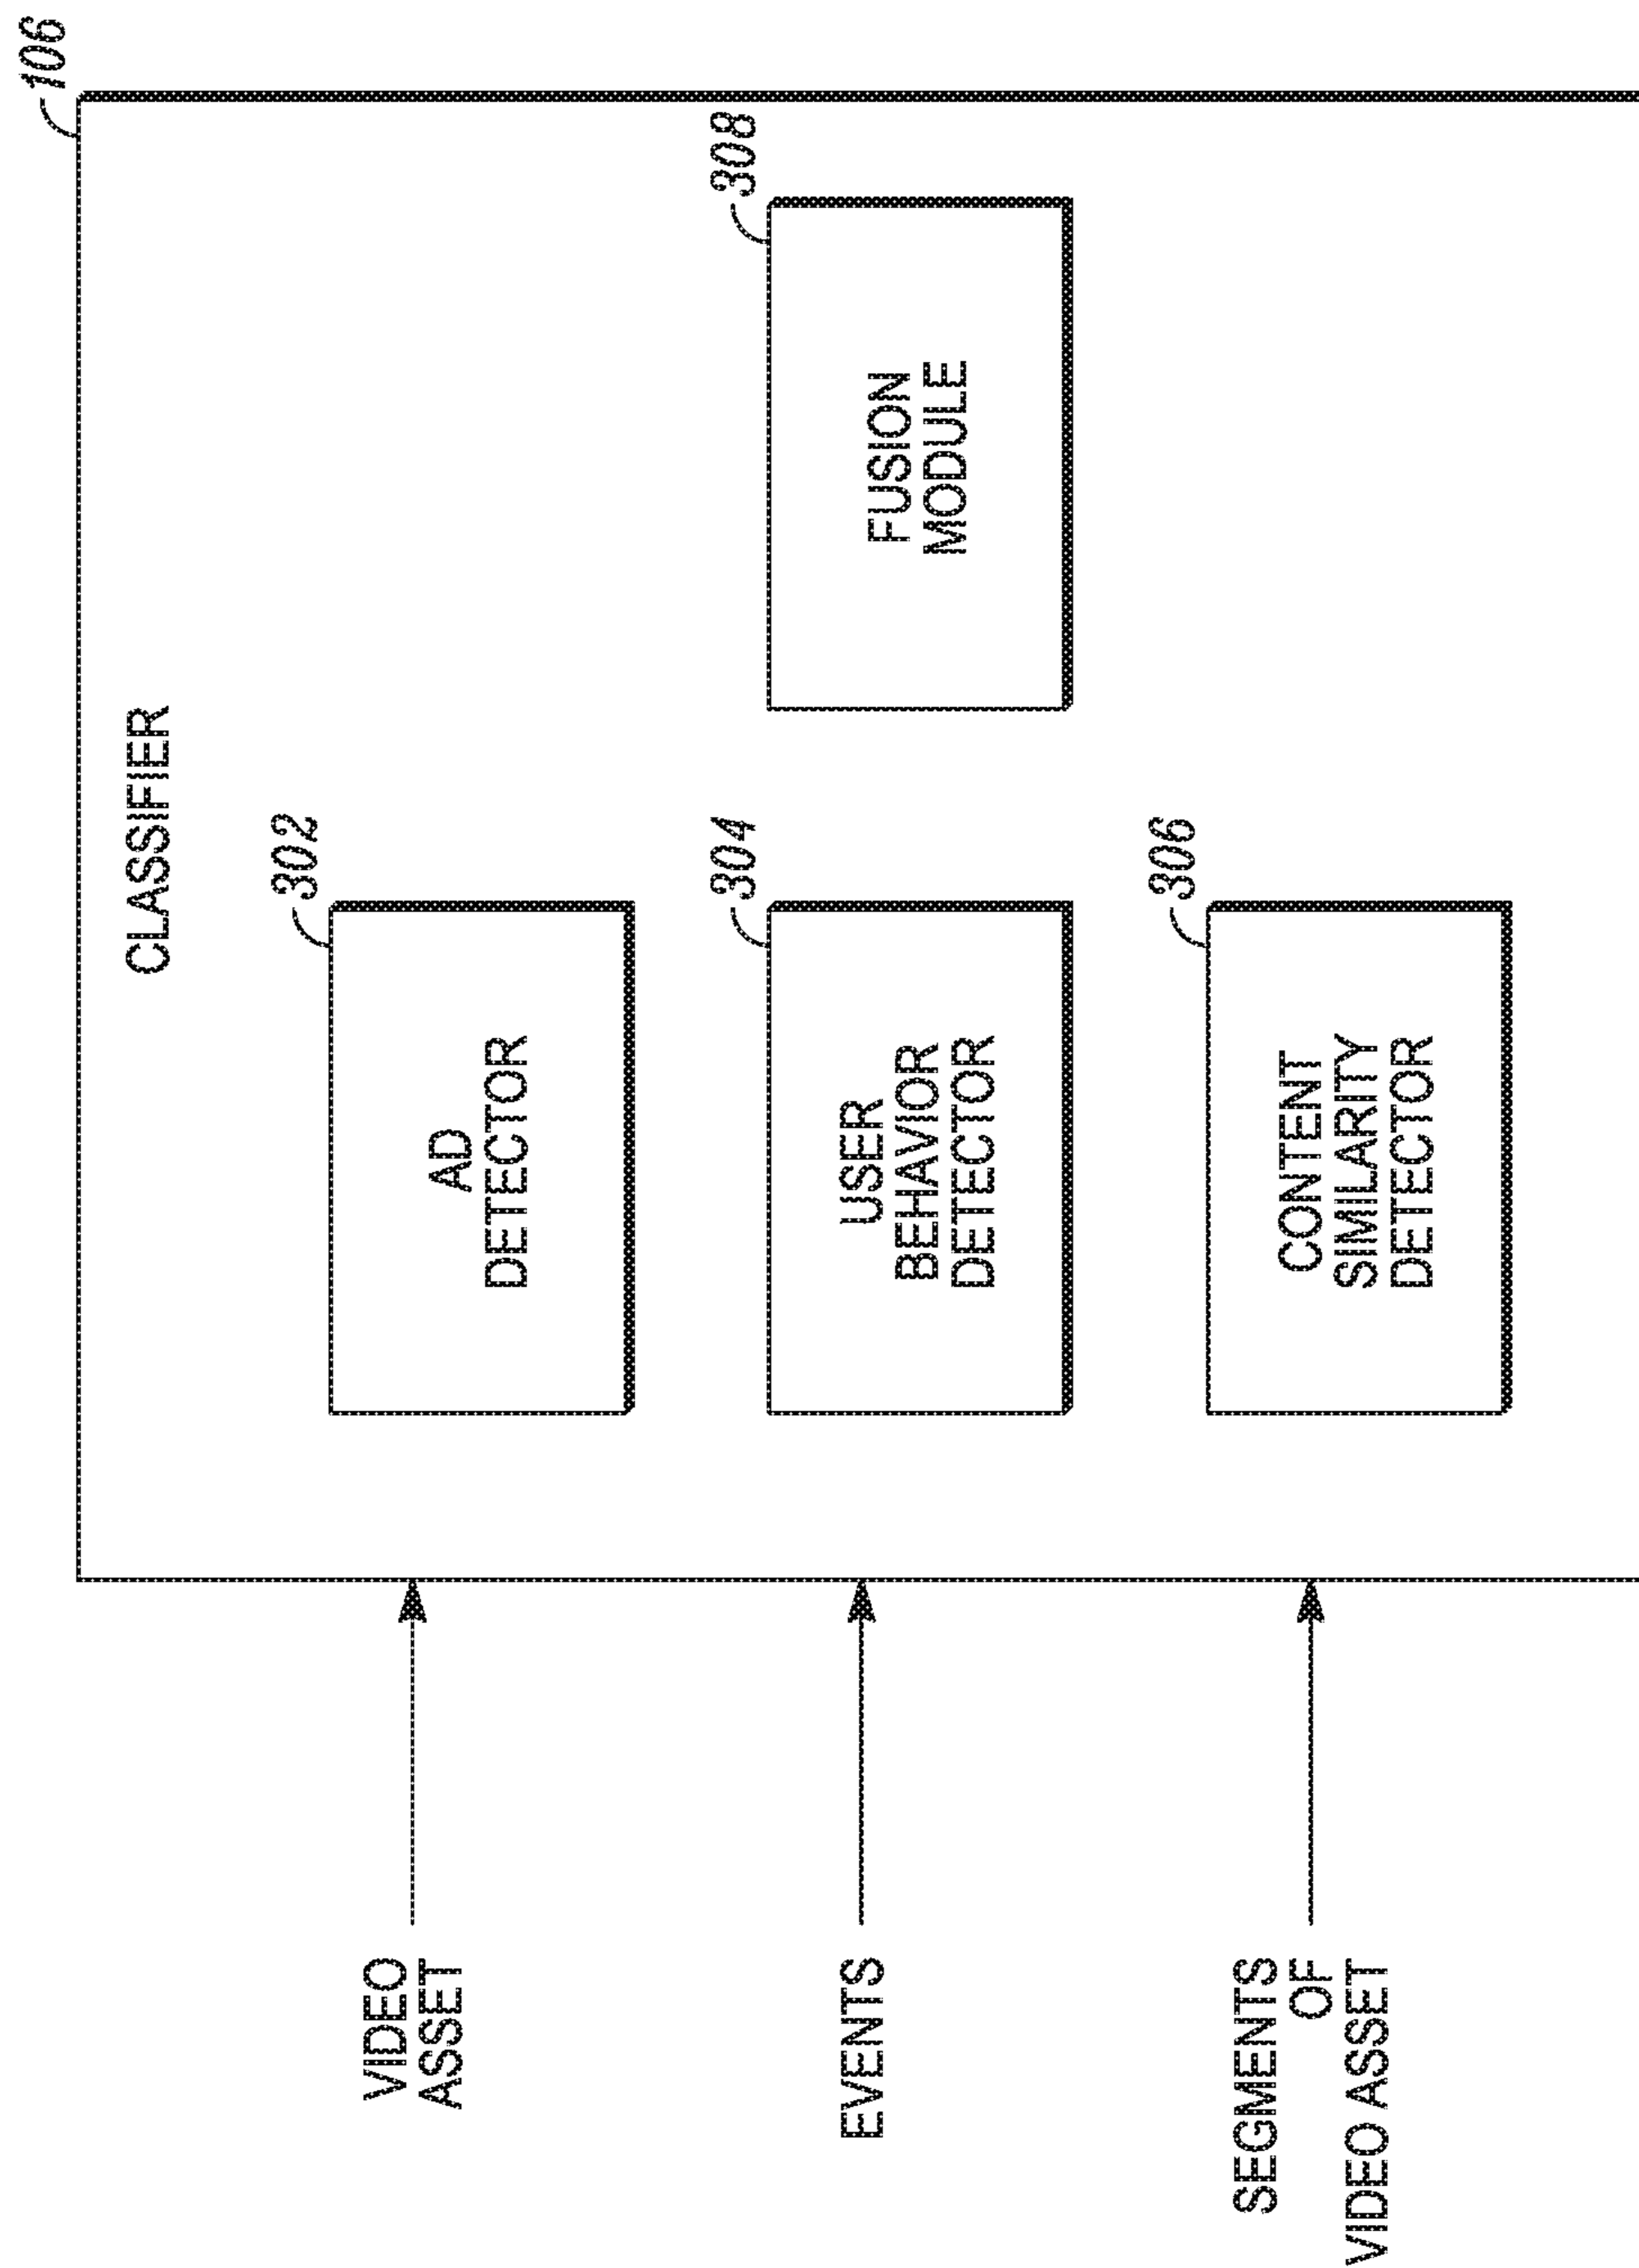 106
CLASSIFIER
VIDEO
ASSET
302
AD
DETECTOR
EVENTS
304
USER
BEHAVIOR
DETECTOR
308
FUSION
MODULE
SEGMENTS
OF
VIDEO ASSET
306
CONTENT
SIMILARITY
DETECTOR